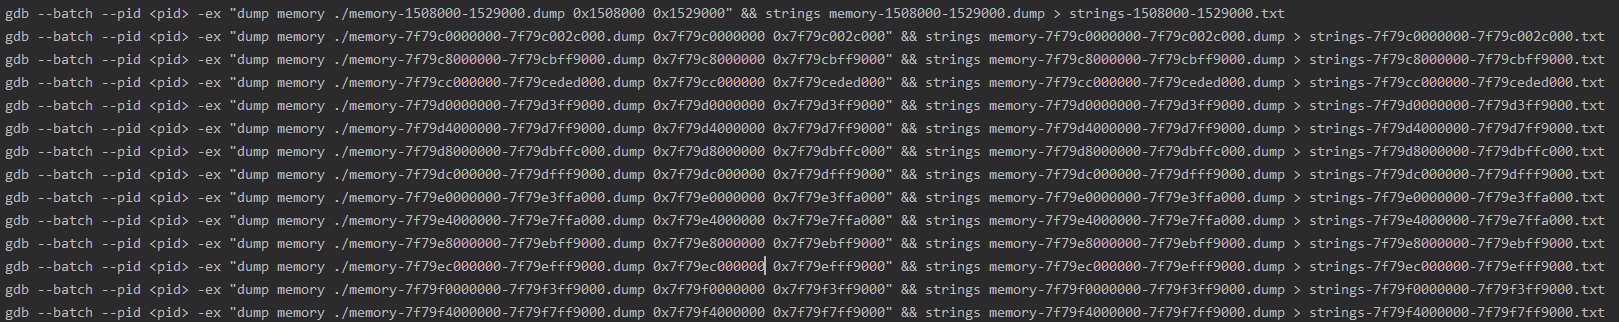 gdb --batch --pid <pid> -ex "dump memory ./memory-1508000-1529000.dump 0x1508000 0x1529000" && strings memory-1508000-1529000.dump > strings-1508000-1529000.txt
gdb --batch --pid <pid> -ex "dump memory ./memory-7f79c0000000-7f79c002c000.dump 0x7f79c0000000 0x7f79c002c000" && strings memory-7f79c0000000-7f79c002c000.dump > strings-7f79c0000000-7f79c002c000.txt
gdb --batch --pid <pid> -ex "dump memory ./memory-7f79c8000000-7f79cbff9000.dump 0x7f79c8000000 0x7f79cbff9000" && strings memory-7f79c8000000-7f79cbff9000.dump > strings-7f79c8000000-7f79cbff9000.txt
gdb --batch --pid <pid> -ex "dump memory ./memory-7f79cc000000-7f79ceded000.dump 0x7f79cc000000 0x7f79ceded000" && strings memory-7f79cc000000-7f79ceded000.dump > strings-7f79cc000000-7f79ceded000.txt
gdb --batch --pid <pid> -ex "dump memory ./memory-7f79d0000000-7f79d3ff9000.dump 0x7f79d0000000 0x7f79d3ff9000" && strings memory-7f79d0000000-7f79d3ff9000.dump > strings-7f79d0000000-7f79d3ff9000.txt
gdb --batch --pid <pid> -ex "dump memory ./memory-7f79d4000000-7f79d7ff9000.dump 0x7f79d4000000 0x7f79d7ff9000" && strings memory-7f79d4000000-7f79d7ff9000.dump > strings-7f79d4000000-7f79d7ff9000.txt
gdb --batch --pid <pid> -ex "dump memory ./memory-7f79d8000000-7f79dbffc000.dump 0x7f79d8000000 0x7f79dbffc000" && strings memory-7f79d8000000-7f79dbffc000.dump > strings-7f79d8000000-7f79dbffc000.txt
gdb --batch --pid <pid> -ex "dump memory ./memory-7f79dc000000-7f79dfff9000.dump 0x7f79dc000000 0x7f79dfff9000" && strings memory-7f79dc000000-7f79dfff9000.dump > strings-7f79dc000000-7f79dfff9000.txt
gdb --batch --pid <pid> -ex "dump memory ./memory-7f79e0000000-7f79e3ffa000.dump 0x7f79e0000000 0x7f79e3ffa000" && strings memory-7f79e0000000-7f79e3ffa000.dump > strings-7f79e0000000-7f79e3ffa000.txt
gdb --batch --pid <pid> -ex "dump memory ./memory-7f79e4000000-7f79e7ffa000.dump 0x7f79e4000000 0x7f79e7ffa000" && strings memory-7f79e4000000-7f79e7ffa000.dump > strings-7f79e4000000-7f79e7ffa000.txt
gdb --batch --pid <pid> -ex "dump memory ./memory-7f79e8000000-7f79ebff9000.dump 0x7f79e8000000 0x7f79ebff9000" && strings memory-7f79e8000000-7f79ebff9000.dump > strings-7f79e8000000-7f79ebff9000.txt
gdb --batch --pid <pid> -ex "dump memory ./memory-7f79ec000000-7f79efff9000.dump 0x7f79ec000000 0x7f79efff9000" && strings memory-7f79ec000000-7f79efff9000.dump > strings-7f79ec000000-7f79efff9000.txt
gdb --batch --pid <pid> -ex "dump memory ./memory-7f79f0000000-7f79f3ff9000.dump 0x7f79f0000000 0x7f79f3ff9000" && strings memory-7f79f0000000-7f79f3ff9000.dump > strings-7f79f0000000-7f79f3ff9000.txt
gdb --batch --pid <pid> -ex "dump memory ./memory-7f79f4000000-7f79f7ff9000.dump 0x7f79f4000000 0x7f79f7ff9000" && strings memory-7f79f4000000-7f79f7ff9000.dump > strings-7f79f4000000-7f79f7ff9000.txt